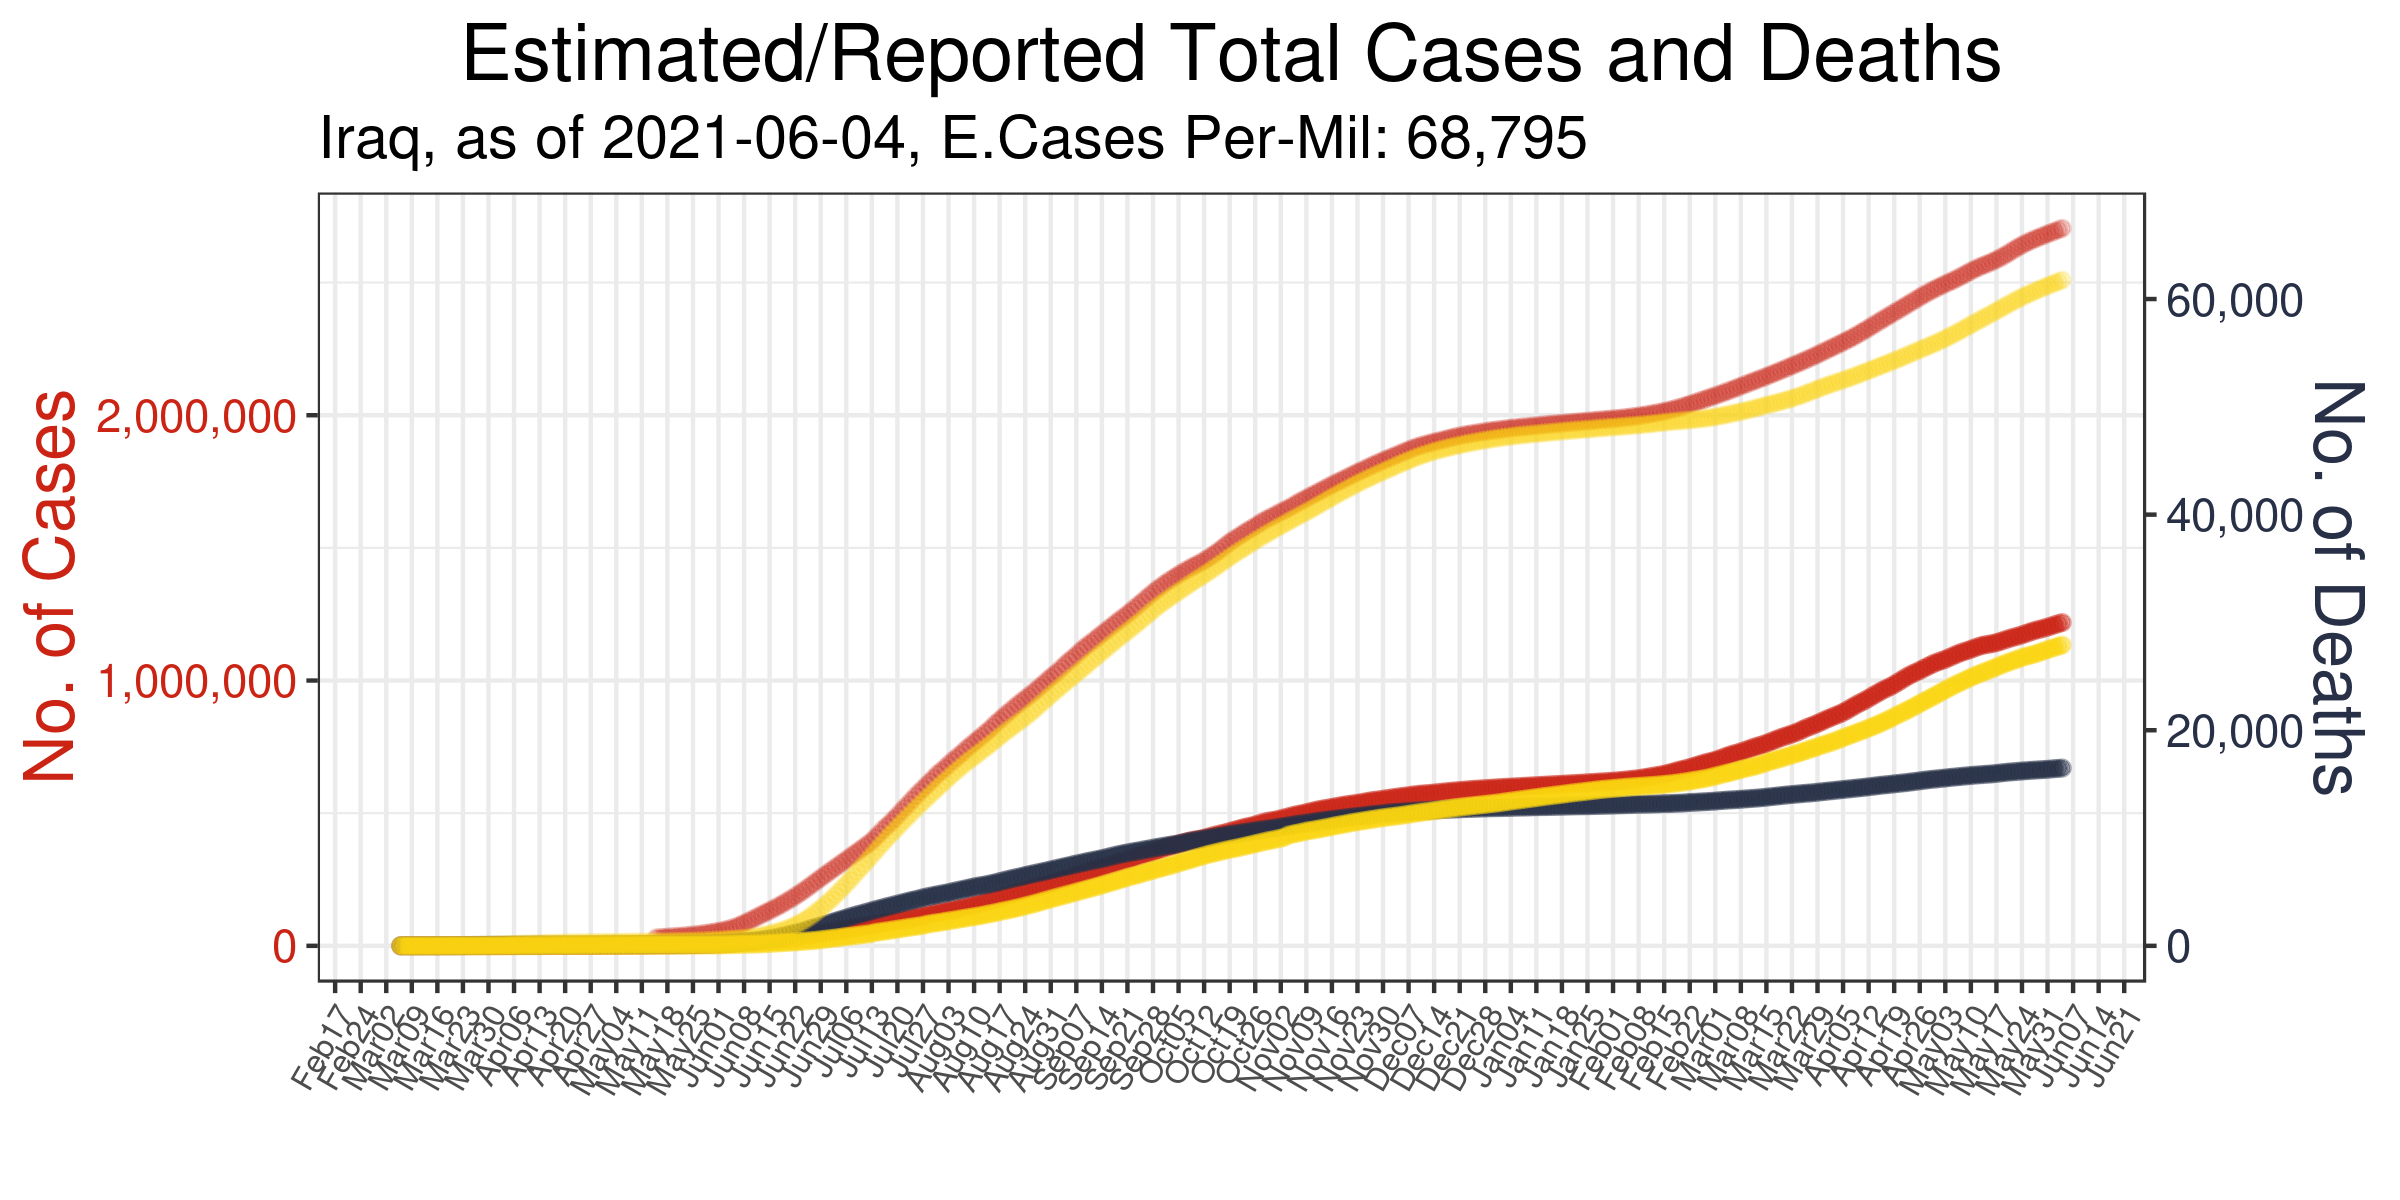 Estimated/Reported Total Cases and Deaths
Iraq, as of 2021-06-04, E.Cases Per-Mil: 68,795
No. of Cases
2,000,000
1,000,000
0
60,000
40,000
20,000
0
No. of Deaths
Feb17
Feb24
Mar02
Mar09
Mar16
Mar23
Mar30
Apr06
Apr13
Apr20
Apr27
May04
May11
May18
May25
Jun01
Jun08
Jun15
Jun22
Jun29
Jul06
Jul13
Jul20
Jul27
Aug03
Aug10
Aug17
Aug24
Aug31
Sep07
Sep14
Sep21
Sep28
Oct05
Oct12
Oct19
Oct26
Nov02
Nov09
Nov16
Nov23
Nov30
Dec07
Dec14
Dec21
Dec28
Jan04
Jan11
Jan18
Jan25
Feb01
Feb08
Feb15
Feb22
Mar01
Mar08
Mar15
Mar22
Mar29
Apr05
Apr12
Apr19
Apr26
May03
May10
May17
May24
May31
Jun07
Jun14
Jun21